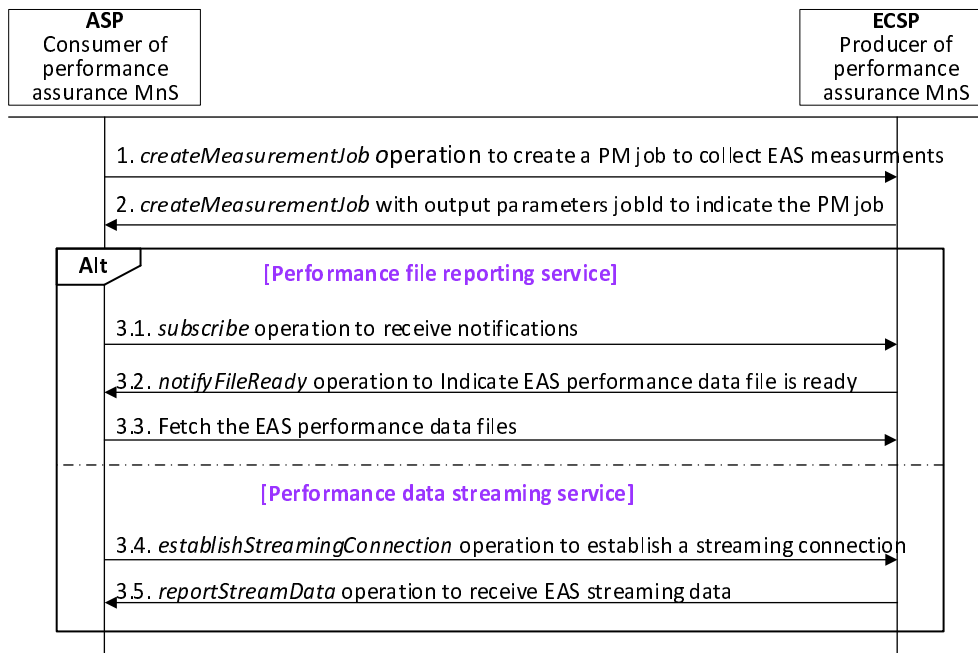 ASP
Consumer of
performance
assurance MnS
ECSP
Producer of
performance
assurance MnS
1. createMeasurementJob operation to create a PM job to collect EAS measurments
2. createMeasurementJob with output parameters jobId to indicate the PM job
Alt
[Performance file reporting service]
3.1. subscribe operation to receive notifications
3.2. notifyFileReady operation to Indicate EAS performance data file is ready
3.3. Fetch the EAS performance data files
[Performance data streaming service]
3.4. establishStreamingConnection operation to establish a streaming connection
3.5. reportStreamData operation to receive EAS streaming data